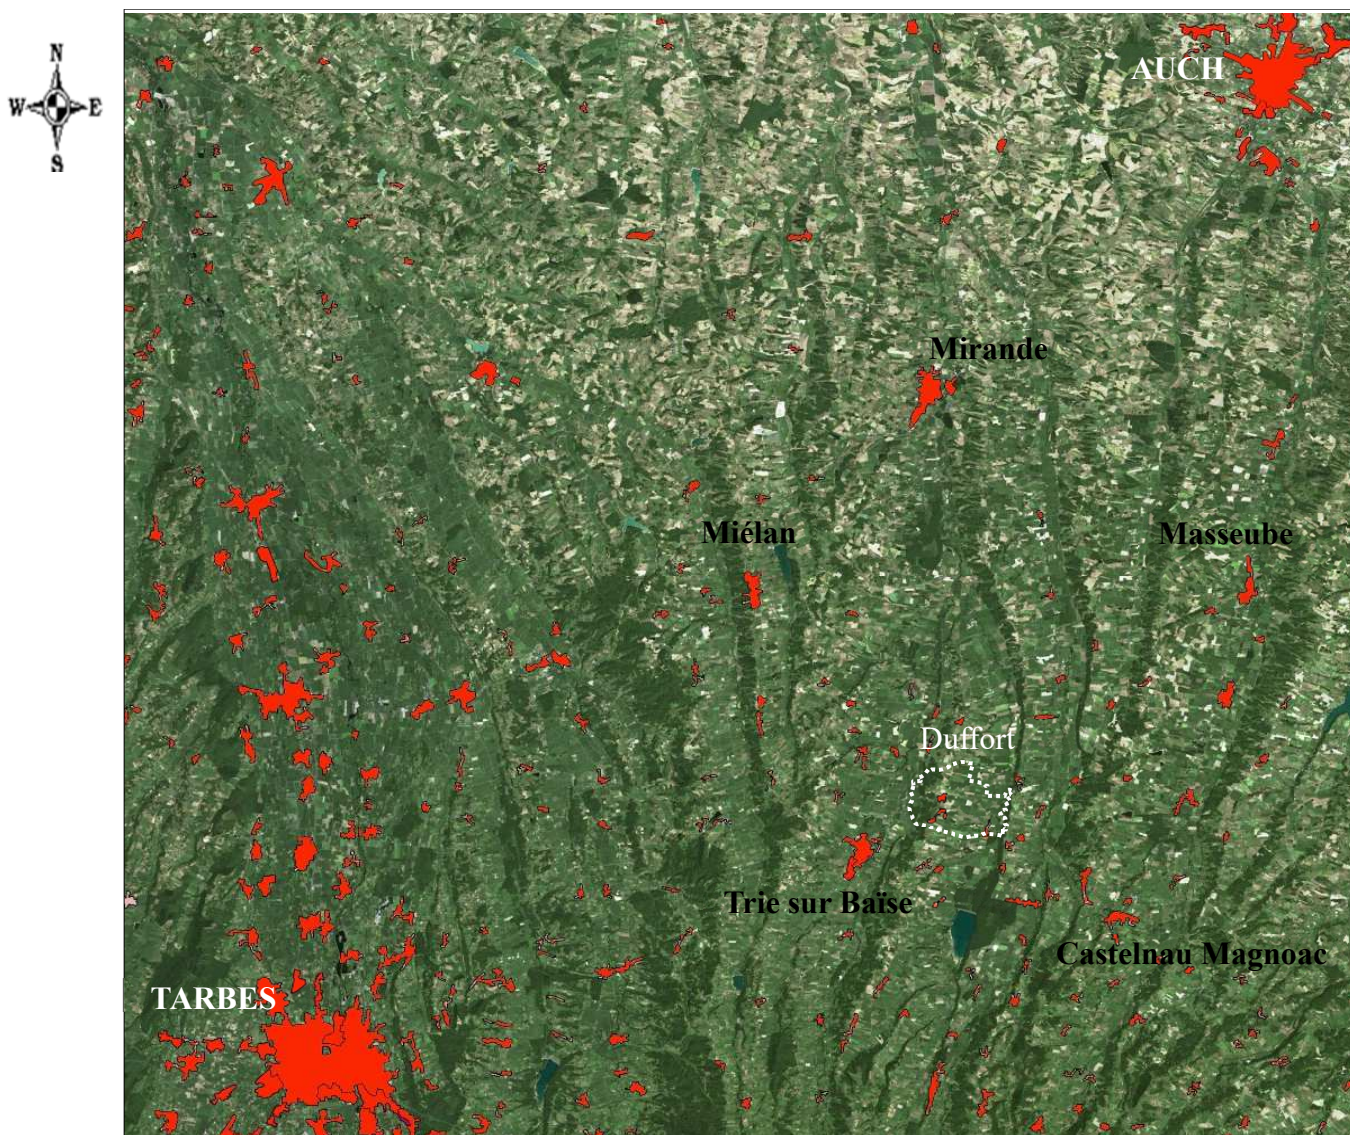 N
W E
S
AUCH
Mirande
Miélan
Masseube
Duffort
Trie sur Baïse
Castelnau Magnoac
TARBES